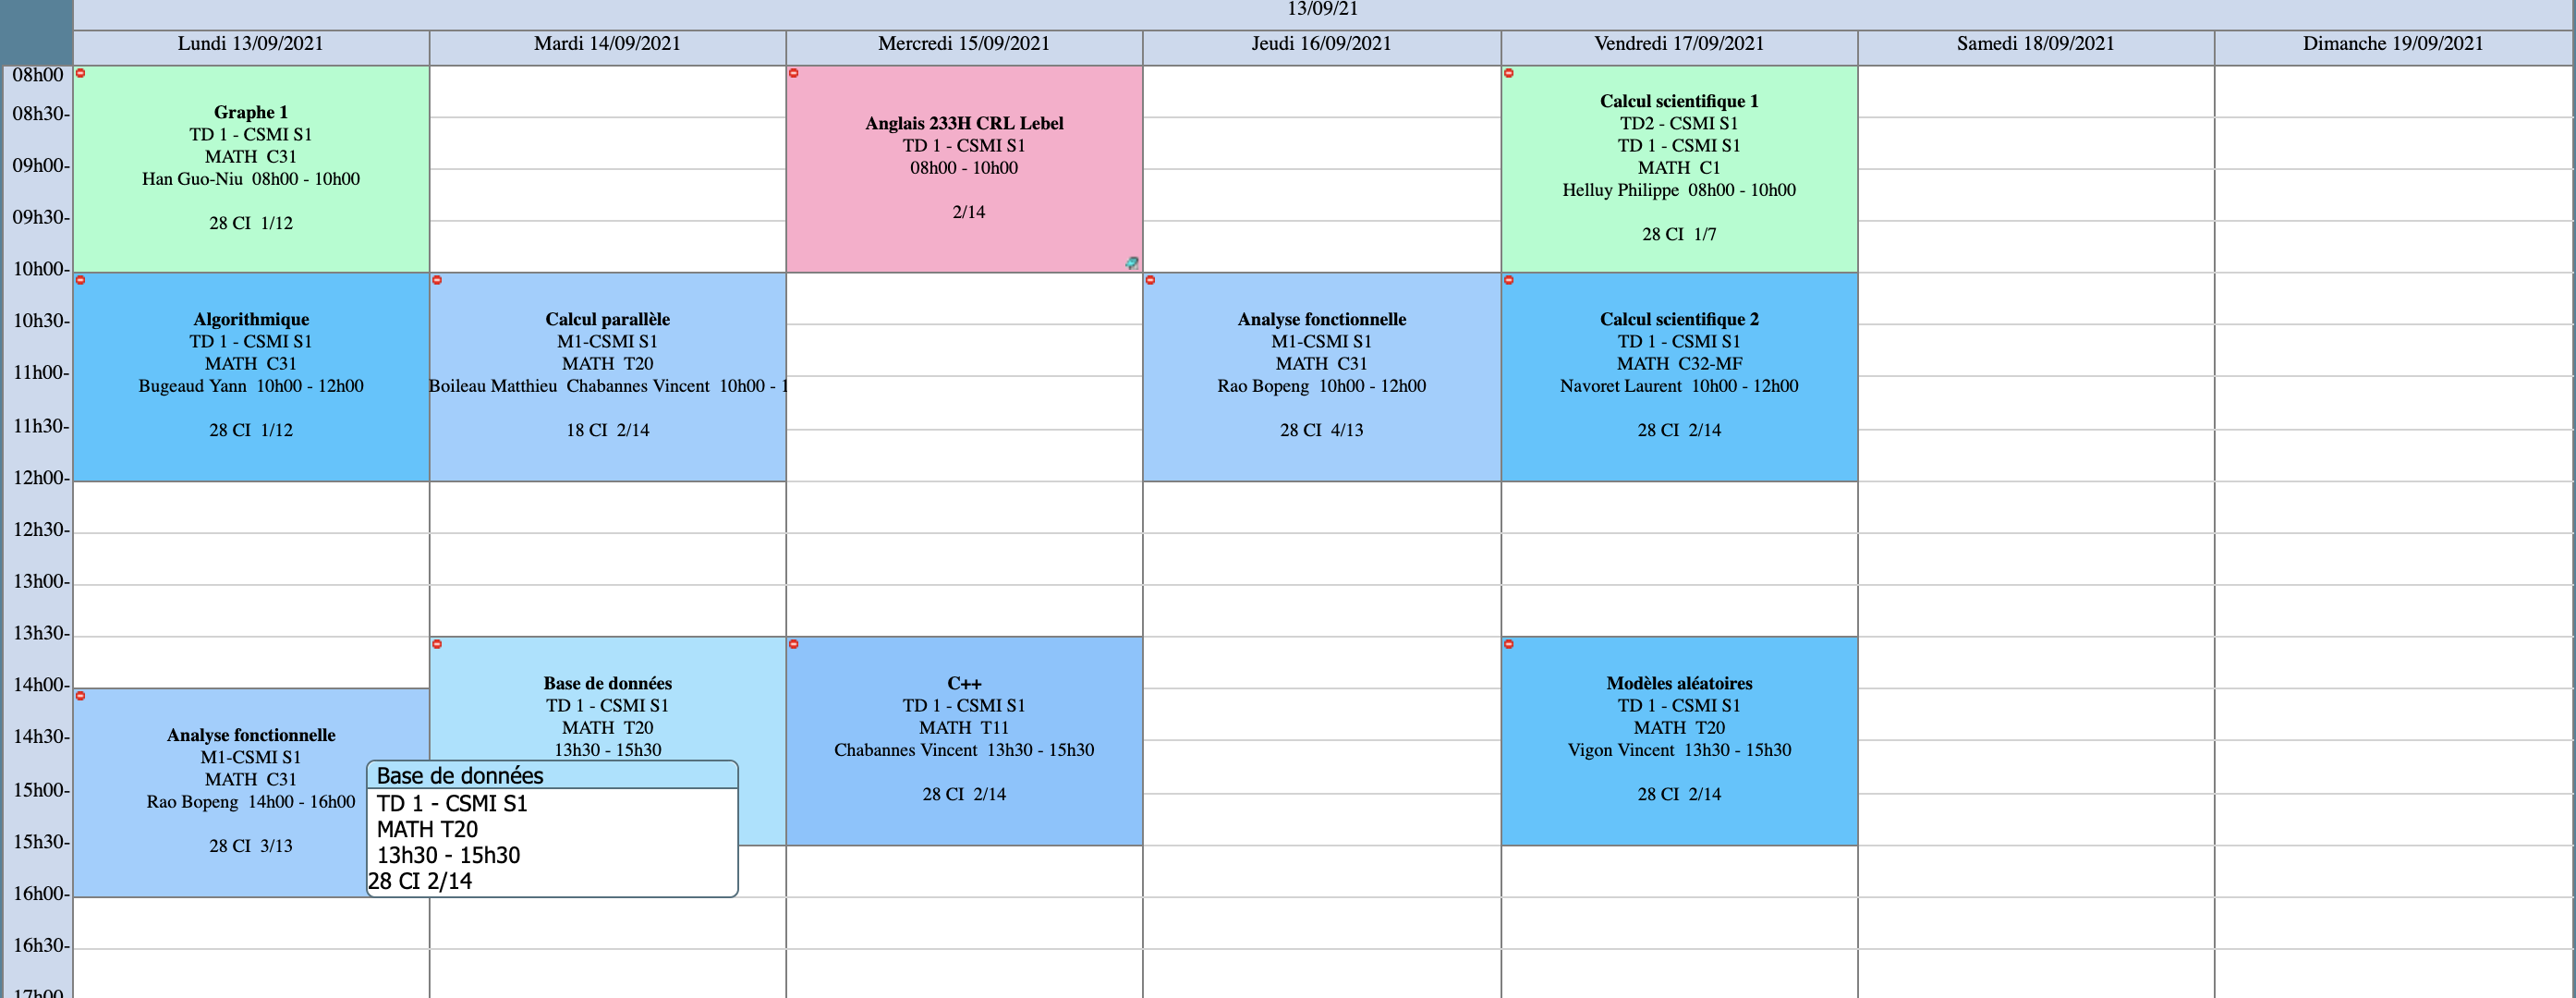 13/09/21
Lundi 13/09/2021
Mardi 14/09/2021
Mercredi 15/09/2021
Jeudi 16/09/2021
Vendredi 17/09/2021
Samedi 18/09/2021
Dimanche 19/09/2021
08h00
08h30-
09h00-
09h30-
10h00-
10h30-
11h00-
11h30-
12h00-
12h30-
13h00-
13h30-
14h00-
14h30-
15h00-
15h30-
16h00-
16h30-
17h00
Graphe 1
TD 1 - CSMI S1
MATH C31
Han Guo-Niu 08h00 - 10h00
28 CI 1/12
Algorithmique
TD 1 - CSMI S1
MATH C31
Bugeaud Yann 10h00 - 12h00
28 CI 1/12
Analyse fonctionnelle
M1-CSMI S1
MATH C31
Rao Bopeng 14h00 - 16h00
28 CI 3/13
Calcul parallèle
M1-CSMI S1
MATH T20
Boileau Matthieu Chabannes Vincent 10h00 - 1
18 CI 2/14
Base de données
TD 1 - CSMI S1
MATH T20
13h30 - 15h30
Base de données
TD 1 - CSMI S1
MATH T20
13h30 - 15h30
28 CI 2/14
Anglais 233H CRL Lebel
TD 1 - CSMI S1
08h00 - 10h00
2/14
C++
TD 1 - CSMI S1
MATH T11
Chabannes Vincent 13h30 - 15h30
28 CI 2/14
Analyse fonctionnelle
M1-CSMI S1
MATH C31
Rao Bopeng 10h00 - 12h00
28 CI 4/13
Calcul scientifique 1
TD2 - CSMI S1
TD 1 - CSMI S1
MATH C1
Helluy Philippe 08h00 - 10h00
28 CI 1/7
Calcul scientifique 2
TD 1 - CSMI S1
MATH C32-MF
Navoret Laurent 10h00 - 12h00
28 CI 2/14
Modèles aléatoires
TD 1 - CSMI S1
MATH T20
Vigon Vincent 13h30 - 15h30
28 CI 2/14